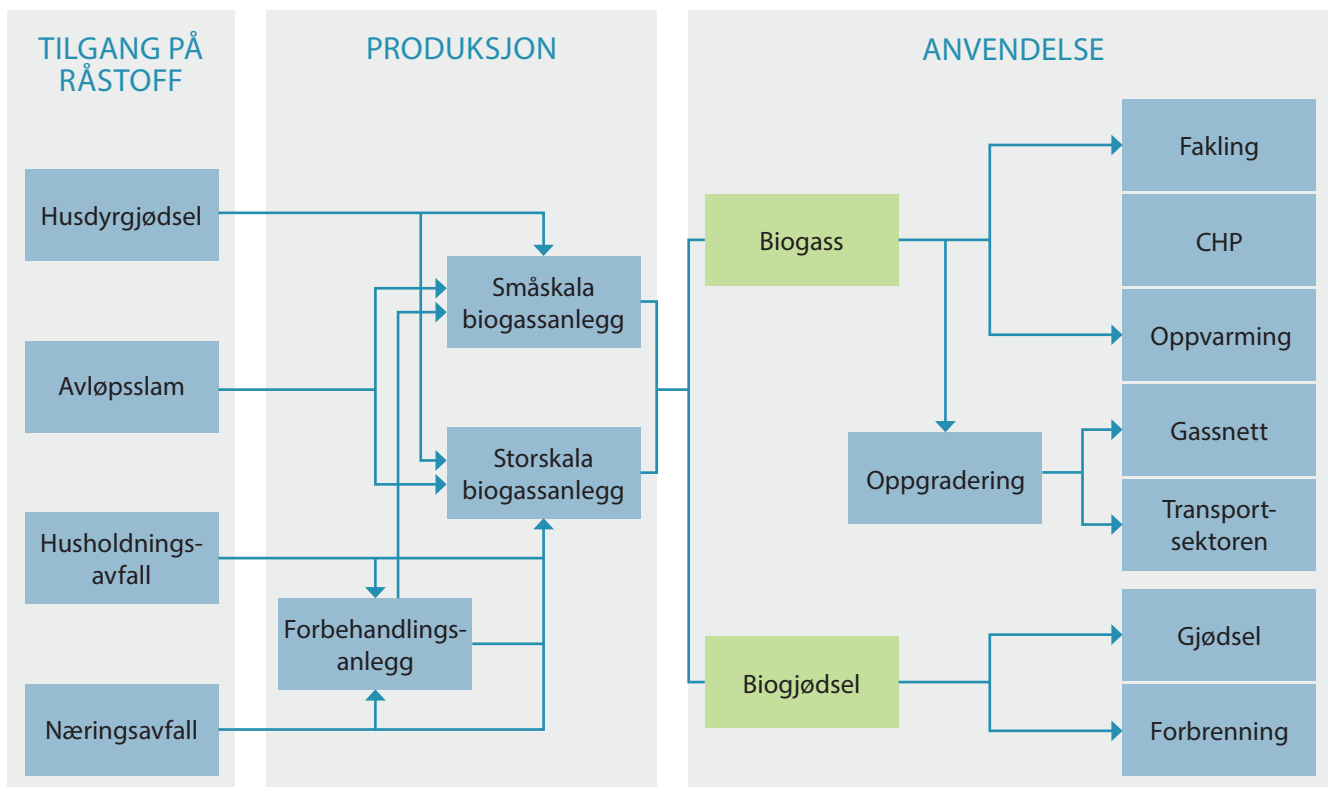 TILGANG PÅ
RÅSTOFF
PRODUKSJON
ANVENDELSE
Husdyrgjødsel
Avløpsslam
Husholdnings-
avfall
Næringsavfall
Småskala
biogassanlegg
Storskala
biogassanlegg
Forbehandlings-
anlegg
Biogass
Oppgradering
Biogjødsel
Fakling
CHP
Oppvarming
Gassnett
Transport-
sektoren
Gjødsel
Forbrenning